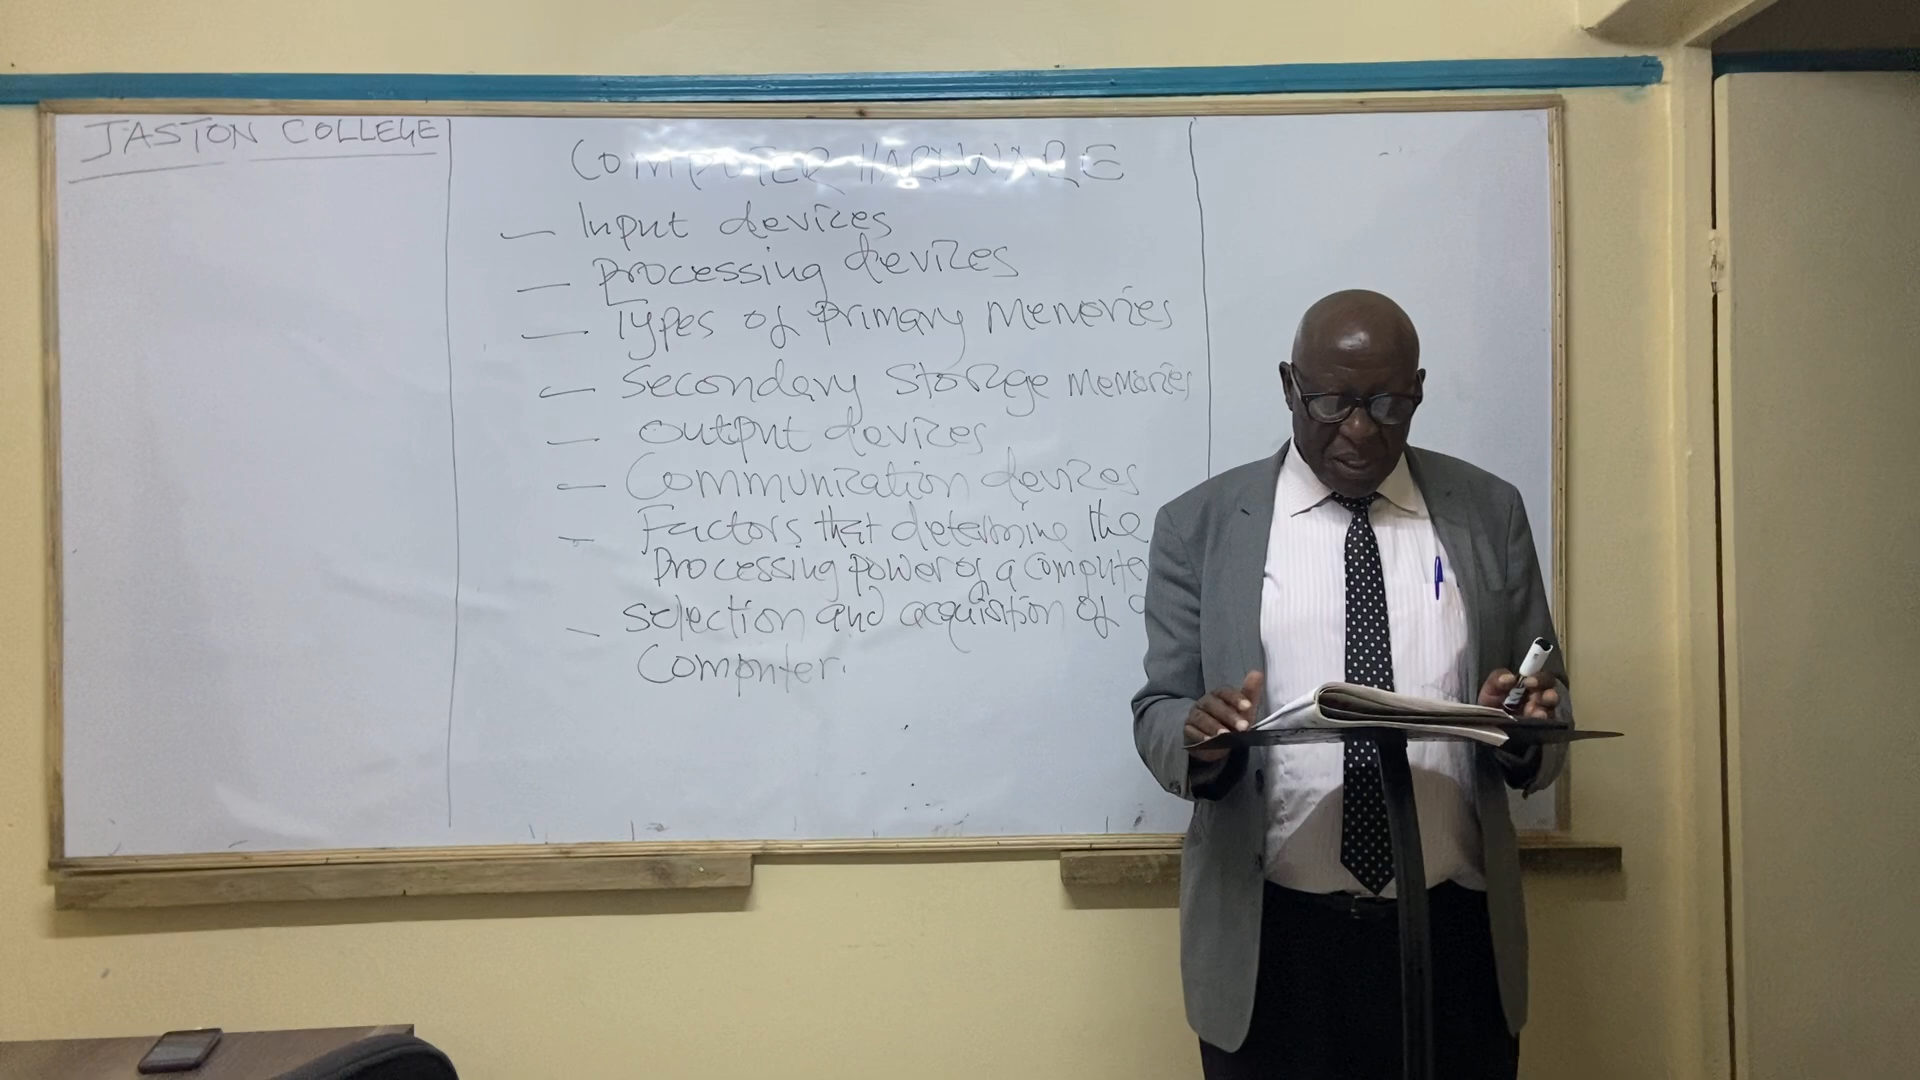 JASTON COLLEGE
COMPUTER HARDWARE
— Input devices
— Processing devices
— Types of primary memories
— Secondary storage memories
— output devices
— Communication devices
— Factors that determine the
Processing power of a compute
— selection and acquisition of a
Computer.